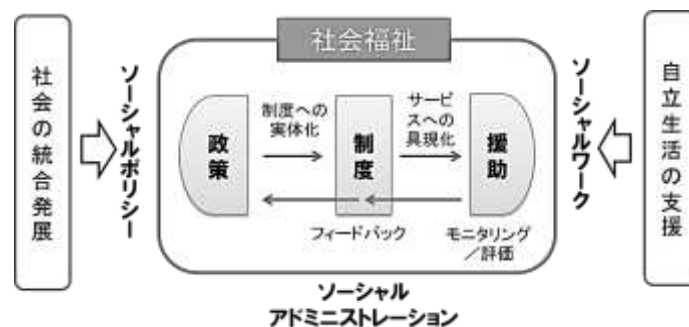 社会福祉
社会の統合発展
ソーシャルポリシー
政策
制度への
実体化
制度
サービ
スへの
具現化
援助
フィードバック
モニタリング
／評価
ソーシャルワーク
自立生活の支援
ソーシャル
アドミニストレーション